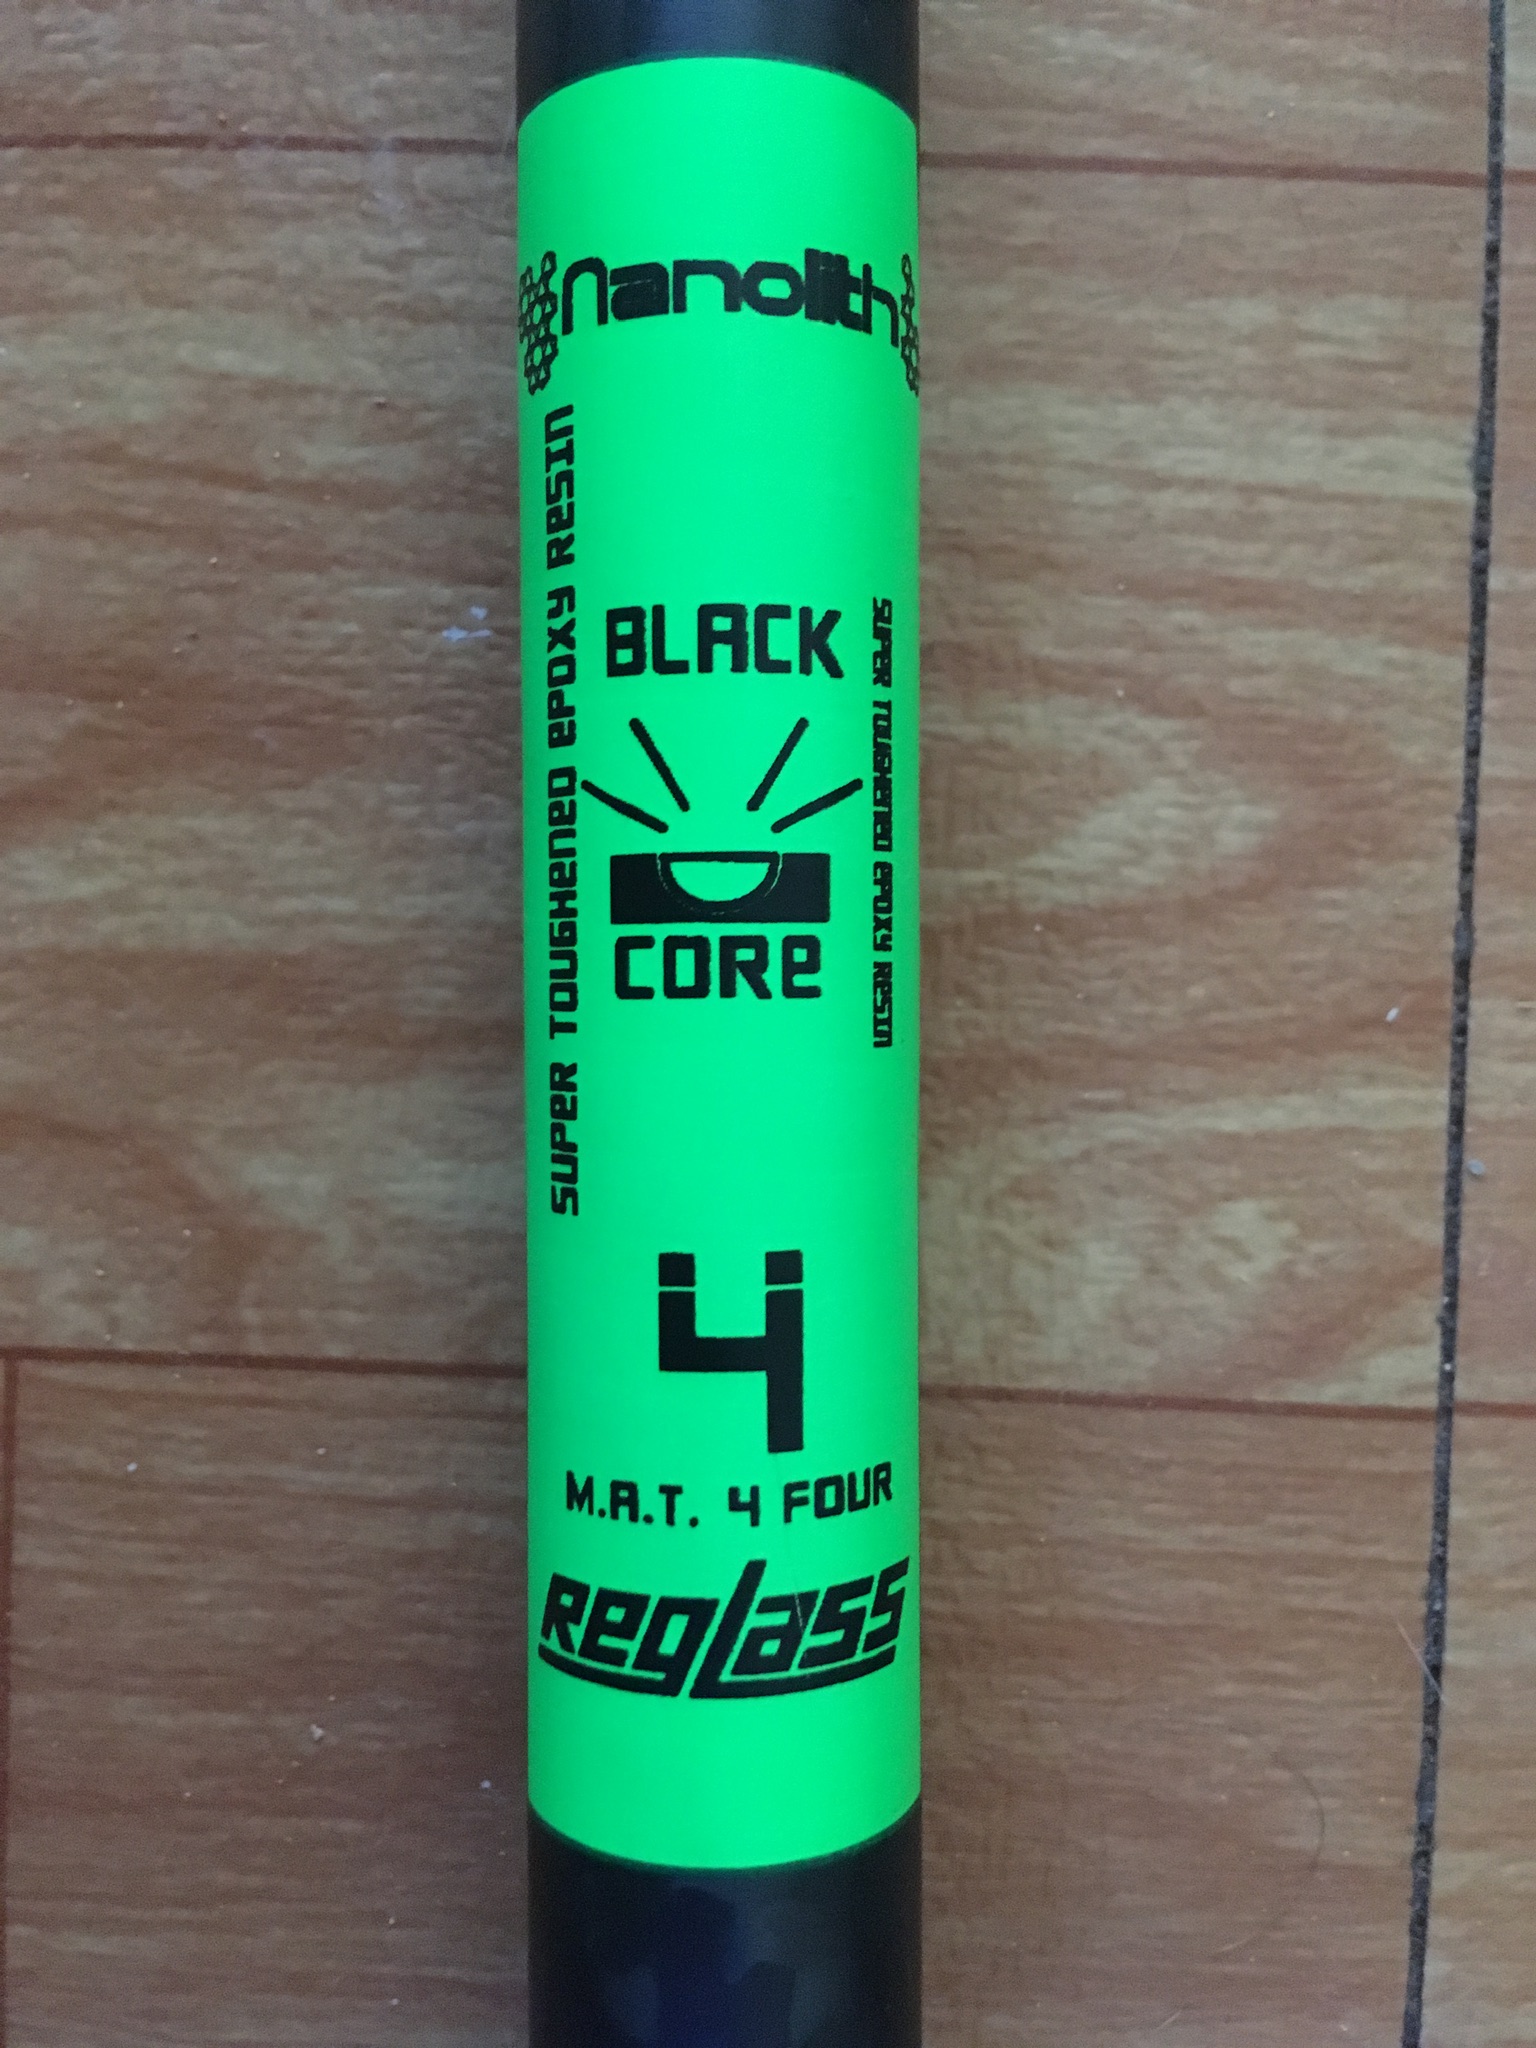 nanolith
SUPER TOUGHENED EPOXY RESIN
BLACK
CORE
SUPER TOUGHENED EPOXY RESIN
4
M.A.T. 4 FOUR
reglass